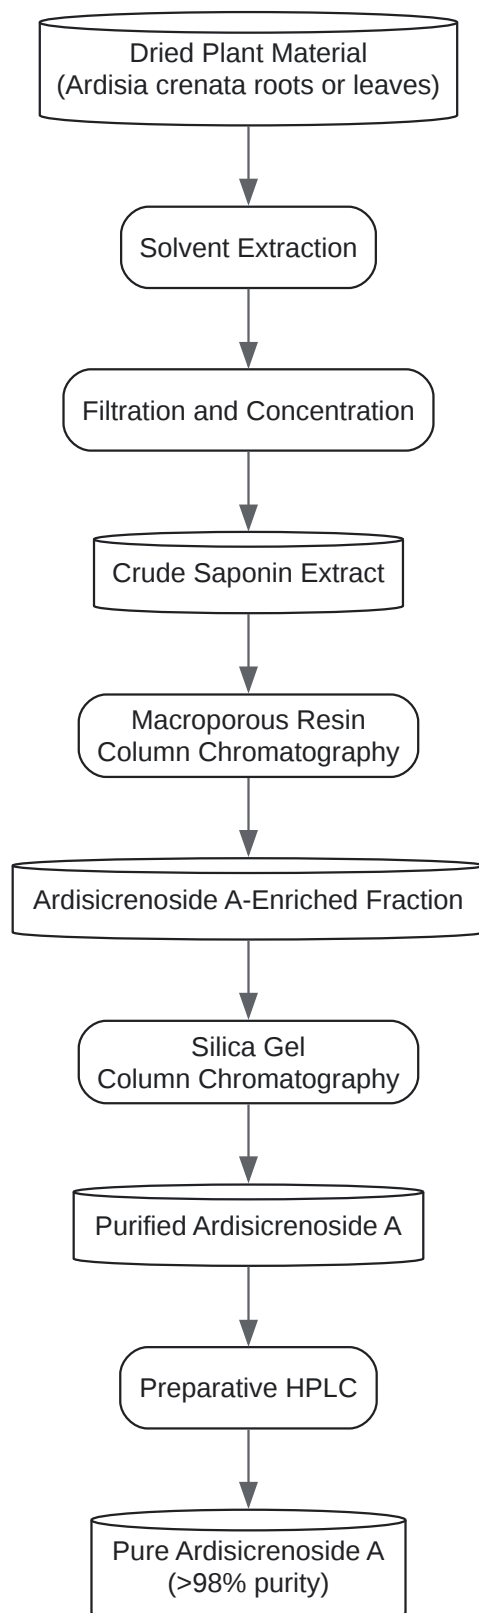 Dried Plant Material
(Ardisia crenata roots or leaves)
Solvent Extraction
Filtration and Concentration
Crude Saponin Extract
Macroporous Resin
Column Chromatography
Ardisicrenoside A-Enriched Fraction
Silica Gel
Column Chromatography
Purified Ardisicrenoside A
Preparative HPLC
Pure Ardisicrenoside A
(>98% purity)